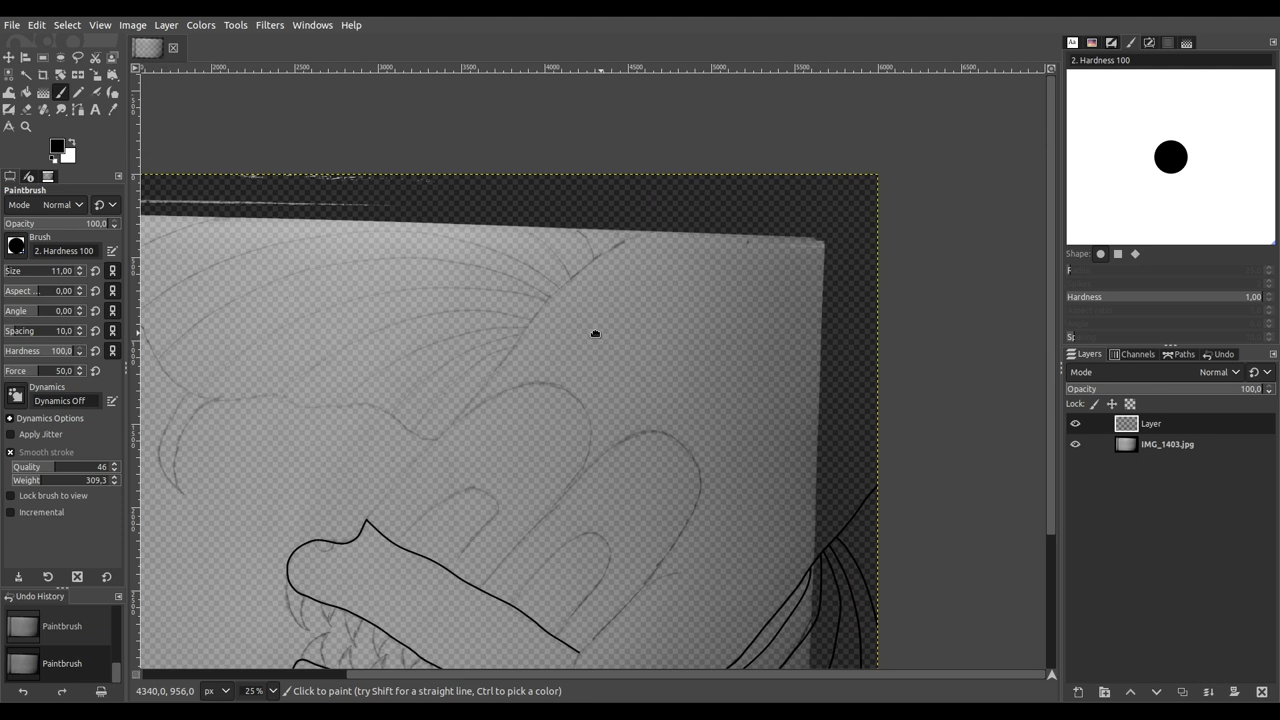 File Edit Select View Image Layer Colors Tools Filters Windows Help
2000 2500 3000 3500 4000 4500 5000 5500 6000 6500
2. Hardness 100
Paintbrush
Mode Normal
Opacity 100,0
Brush
2. Hardness 100
Size 11,00
Aspect ... 0,00
Angle 0,00
Spacing 10,0
Hardness 100,0
Force 50,0
Dynamics
Dynamics Off
Dynamics Options
Apply Jitter
Smooth stroke
Quality 46
Weight 309,3
Lock brush to view
Incremental
Undo History
Paintbrush
Paintbrush
4340,0, 956,0 px 25 % Click to paint (try Shift for a straight line, Ctrl to pick a color)
Shape:
Hardness 1,00
Layers Channels Paths Undo
Mode Normal
Opacity 100,0
Lock:
Layer
IMG_1403.jpg